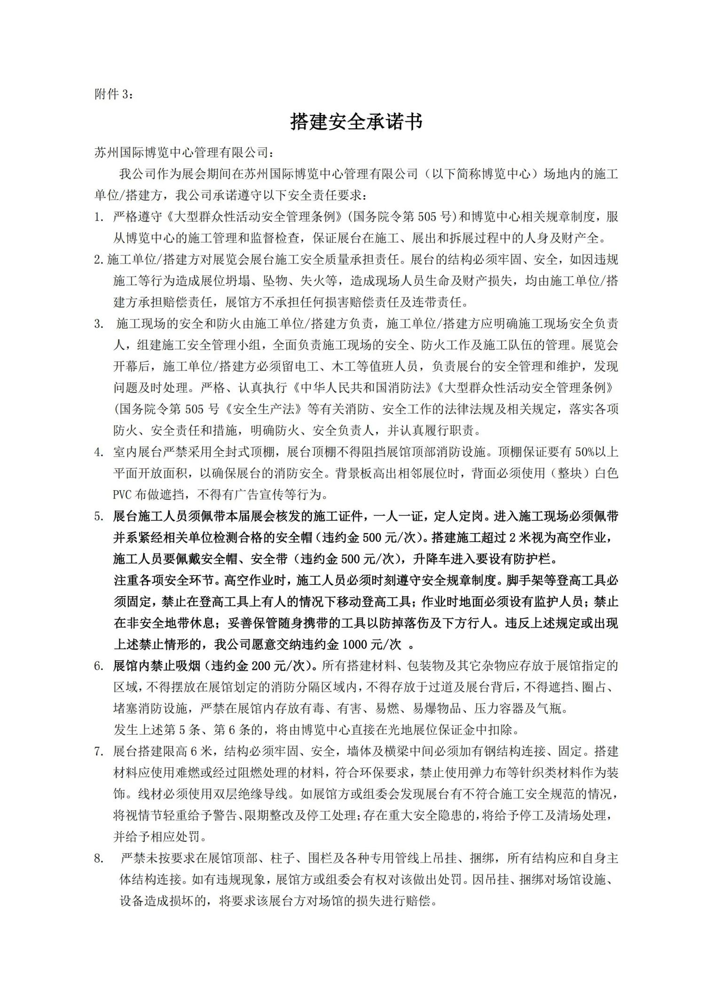 附件 3：
搭建安全承诺书
苏州国际博览中心管理有限公司：
我公司作为展会期间在苏州国际博览中心管理有限公司（以下简称博览中心）场地内的施工
单位/搭建方，我公司承诺遵守以下安全责任要求：
1. 严格遵守《大型群众性活动安全管理条例》(国务院令第 505 号)和博览中心相关规章制度，服
从博览中心的施工管理和监督检查，保证展台在施工、展出和拆展过程中的人身及财产全。
2.施工单位/搭建方对展览会展台施工安全质量承担责任。展台的结构必须牢固、安全，如因违规
施工等行为造成展位坍塌、坠物、失火等，造成现场人员生命及财产损失，均由施工单位/搭
建方承担赔偿责任，展馆方不承担任何损害赔偿责任及连带责任。
3. 施工现场的安全和防火由施工单位/搭建方负责，施工单位/搭建方应明确施工现场安全负责
人，组建施工安全管理小组，全面负责施工现场的安全、防火工作及施工队伍的管理。展览会
开幕后，施工单位/搭建方必须留电工、木工等值班人员，负责展台的安全管理和维护，发现
问题及时处理。严格、认真执行《中华人民共和国消防法》《大型群众性活动安全管理条例》
(国务院令第 505 号《安全生产法》等有关消防、安全工作的法律法规及相关规定，落实各项
防火、安全责任和措施，明确防火、安全负责人，并认真履行职责。
4. 室内展台严禁采用全封式顶棚，展台顶棚不得阻挡展馆顶部消防设施。顶棚保证要有 50%以上
平面开放面积，以确保展台的消防安全。背景板高出相邻展位时，背面必须使用（整块）白色
PVC 布做遮挡，不得有广告宣传等行为。
5. 展台施工人员须佩带本届展会核发的施工证件，一人一证，定人定岗。进入施工现场必须佩带
并系紧经相关单位检测合格的安全帽（违约金 500 元/次）。搭建施工超过 2 米视为高空作业，
施工人员要佩戴安全帽、安全带（违约金 500 元/次），升降车进入要设有防护栏。
注重各项安全环节。高空作业时，施工人员必须时刻遵守安全规章制度。脚手架等登高工具必
须固定，禁止在登高工具上有人的情况下移动登高工具；作业时地面必须设有监护人员；禁止
在非安全地带休息；妥善保管随身携带的工具以防掉落伤及下方行人。违反上述规定或出现
上述禁止情形的，我公司愿意交纳违约金 1000 元/次 。
6. 展馆内禁止吸烟（违约金 200 元/次）。所有搭建材料、包装物及其它杂物应存放于展馆指定的
区域，不得摆放在展馆划定的消防分隔区域内，不得存放于过道及展台背后，不得遮挡、圈占、
堵塞消防设施，严禁在展馆内存放有毒、有害、易燃、易爆物品、压力容器及气瓶。
发生上述第 5 条、第 6 条的，将由博览中心直接在光地展位保证金中扣除。
7. 展台搭建限高 6 米，结构必须牢固、安全，墙体及横梁中间必须加有钢结构连接、固定。搭建
材料应使用难燃或经过阻燃处理的材料，符合环保要求，禁止使用弹力布等针织类材料作为装
饰。线材必须使用双层绝缘导线。如展馆方或组委会发现展台有不符合施工安全规范的情况，
将视情节轻重给予警告、限期整改及停工处理；存在重大安全隐患的，将给予停工及清场处理，
并给予相应处罚。
8. 严禁未按要求在展馆顶部、柱子、围栏及各种专用管线上吊挂、捆绑，所有结构应和自身主
体结构连接。如有违规现象，展馆方或组委会有权对该做出处罚。因吊挂、捆绑对场馆设施、
设备造成损坏的，将要求该展台方对场馆的损失进行赔偿。